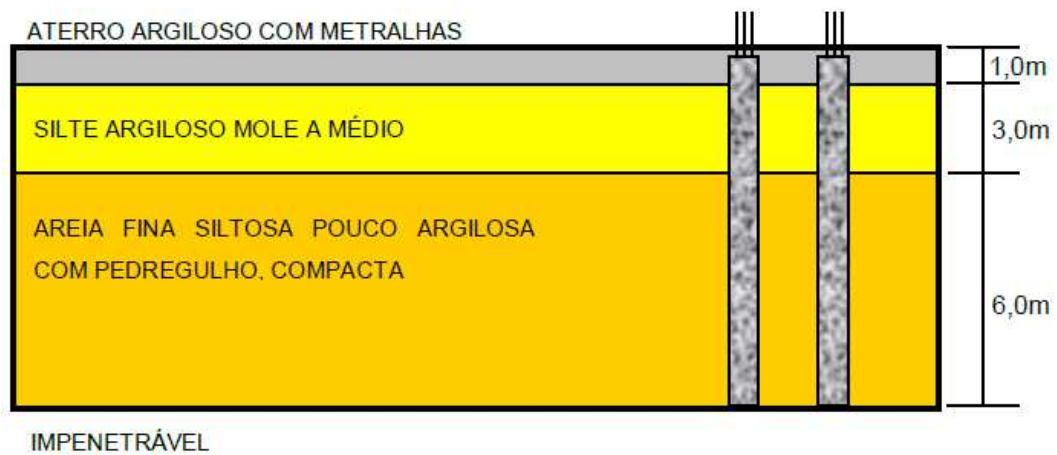 ATERRO ARGILOSO COM METRALHAS
1,0m
SILTE ARGILOSO MOLE A MÉDIO
3,0m
AREIA FINA SILTOSA POUCO ARGILOSA
COM PEDREGULHO, COMPACTA
6,0m
IMPENETRÁVEL